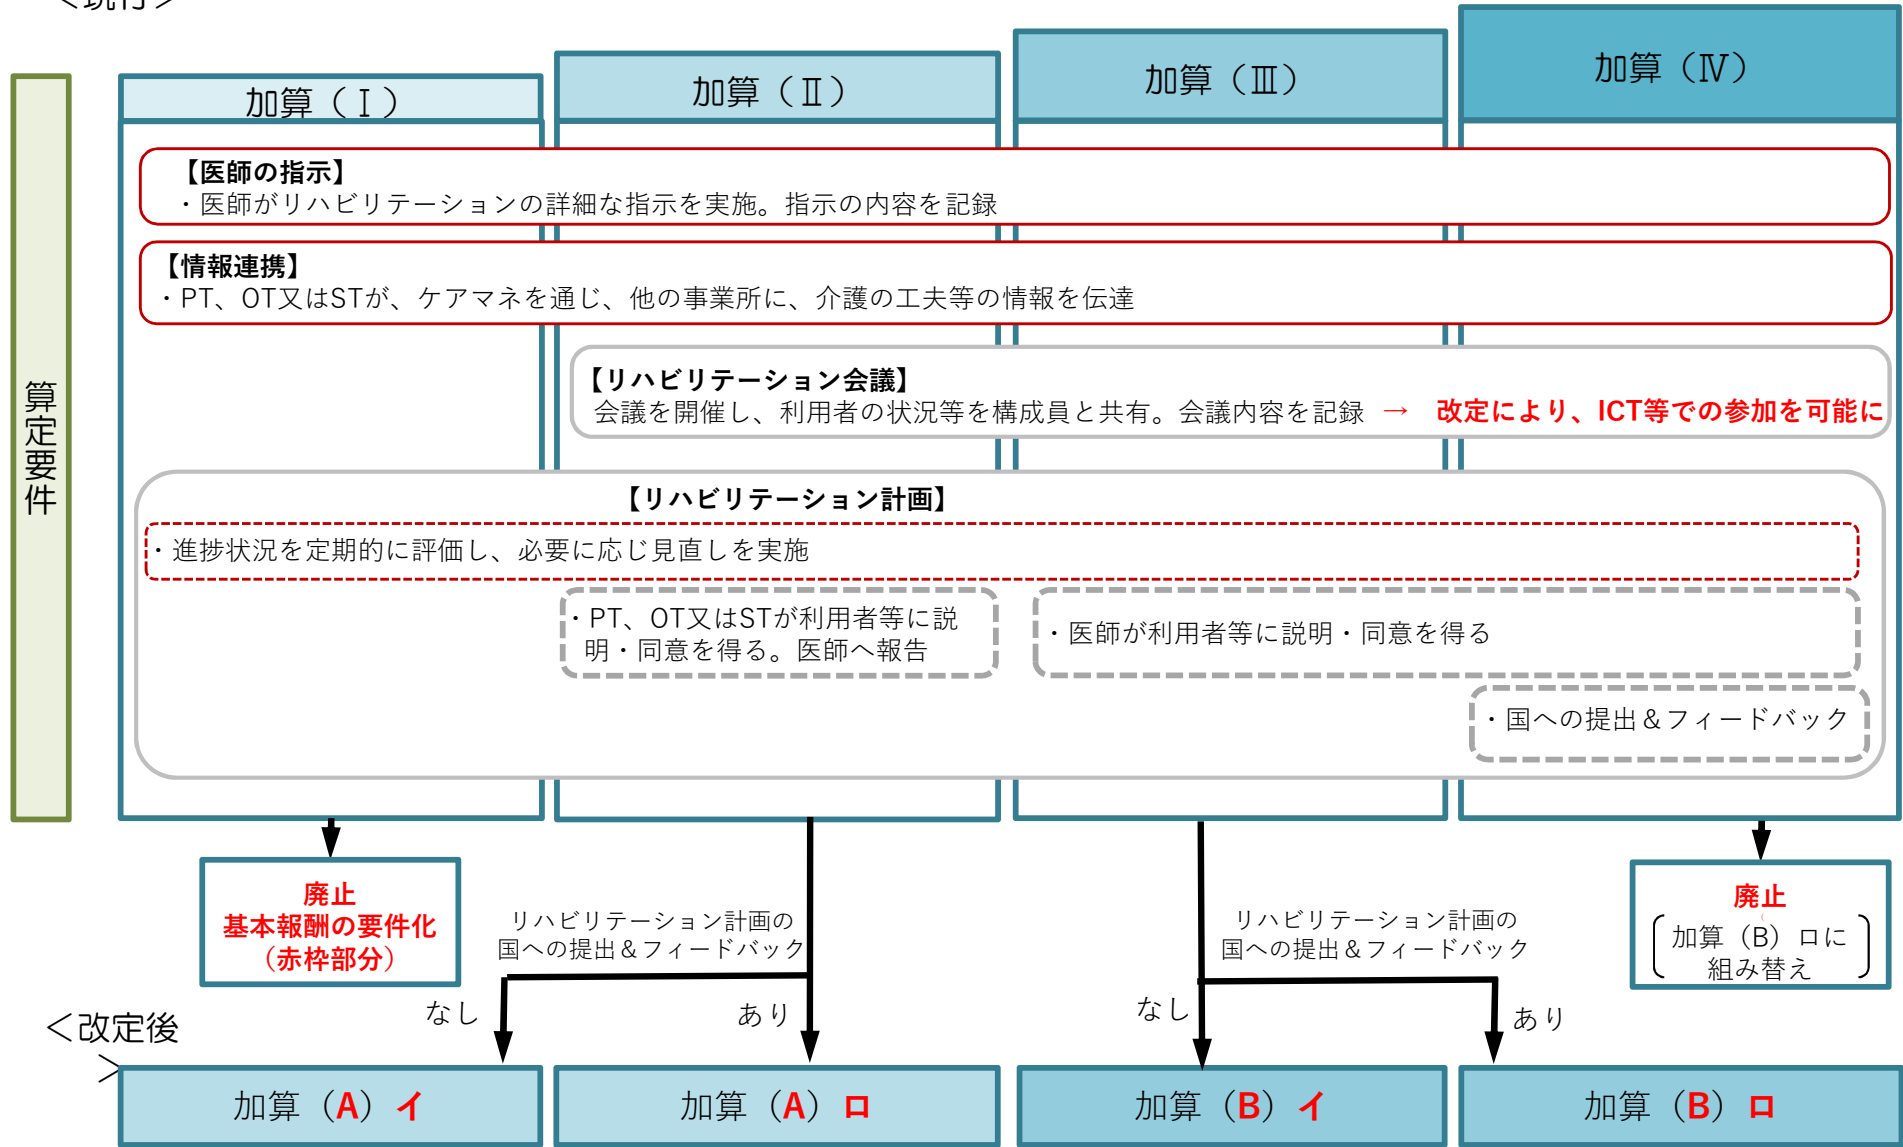 ＜現行＞
加算（Ⅰ）
加算（Ⅱ）
加算（Ⅲ）
加算（Ⅳ）
算定要件
【医師の指示】
・医師がリハビリテーションの詳細な指示を実施。指示の内容を記録
【情報連携】
・PT、OT又はSTが、ケアマネを通じ、他の事業所に、介護の工夫等の情報を伝達
【リハビリテーション会議】
会議を開催し、利用者の状況等を構成員と共有。会議内容を記録 → 改定により、ICT等での参加を可能に
【リハビリテーション計画】
・進捗状況を定期的に評価し、必要に応じ見直しを実施
・PT、OT又はSTが利用者等に説
明・同意を得る。医師へ報告
・医師が利用者等に説明・同意を得る
・国への提出＆フィードバック
廃止
基本報酬の要件化
（赤枠部分）
リハビリテーション計画の
国への提出＆フィードバック
なし
あり
リハビリテーション計画の
国への提出＆フィードバック
なし
あり
廃止
加算（B）ロに
組み替え
＜改定後
＞
加算（A）イ
加算（A）ロ
加算（B）イ
加算（B）ロ